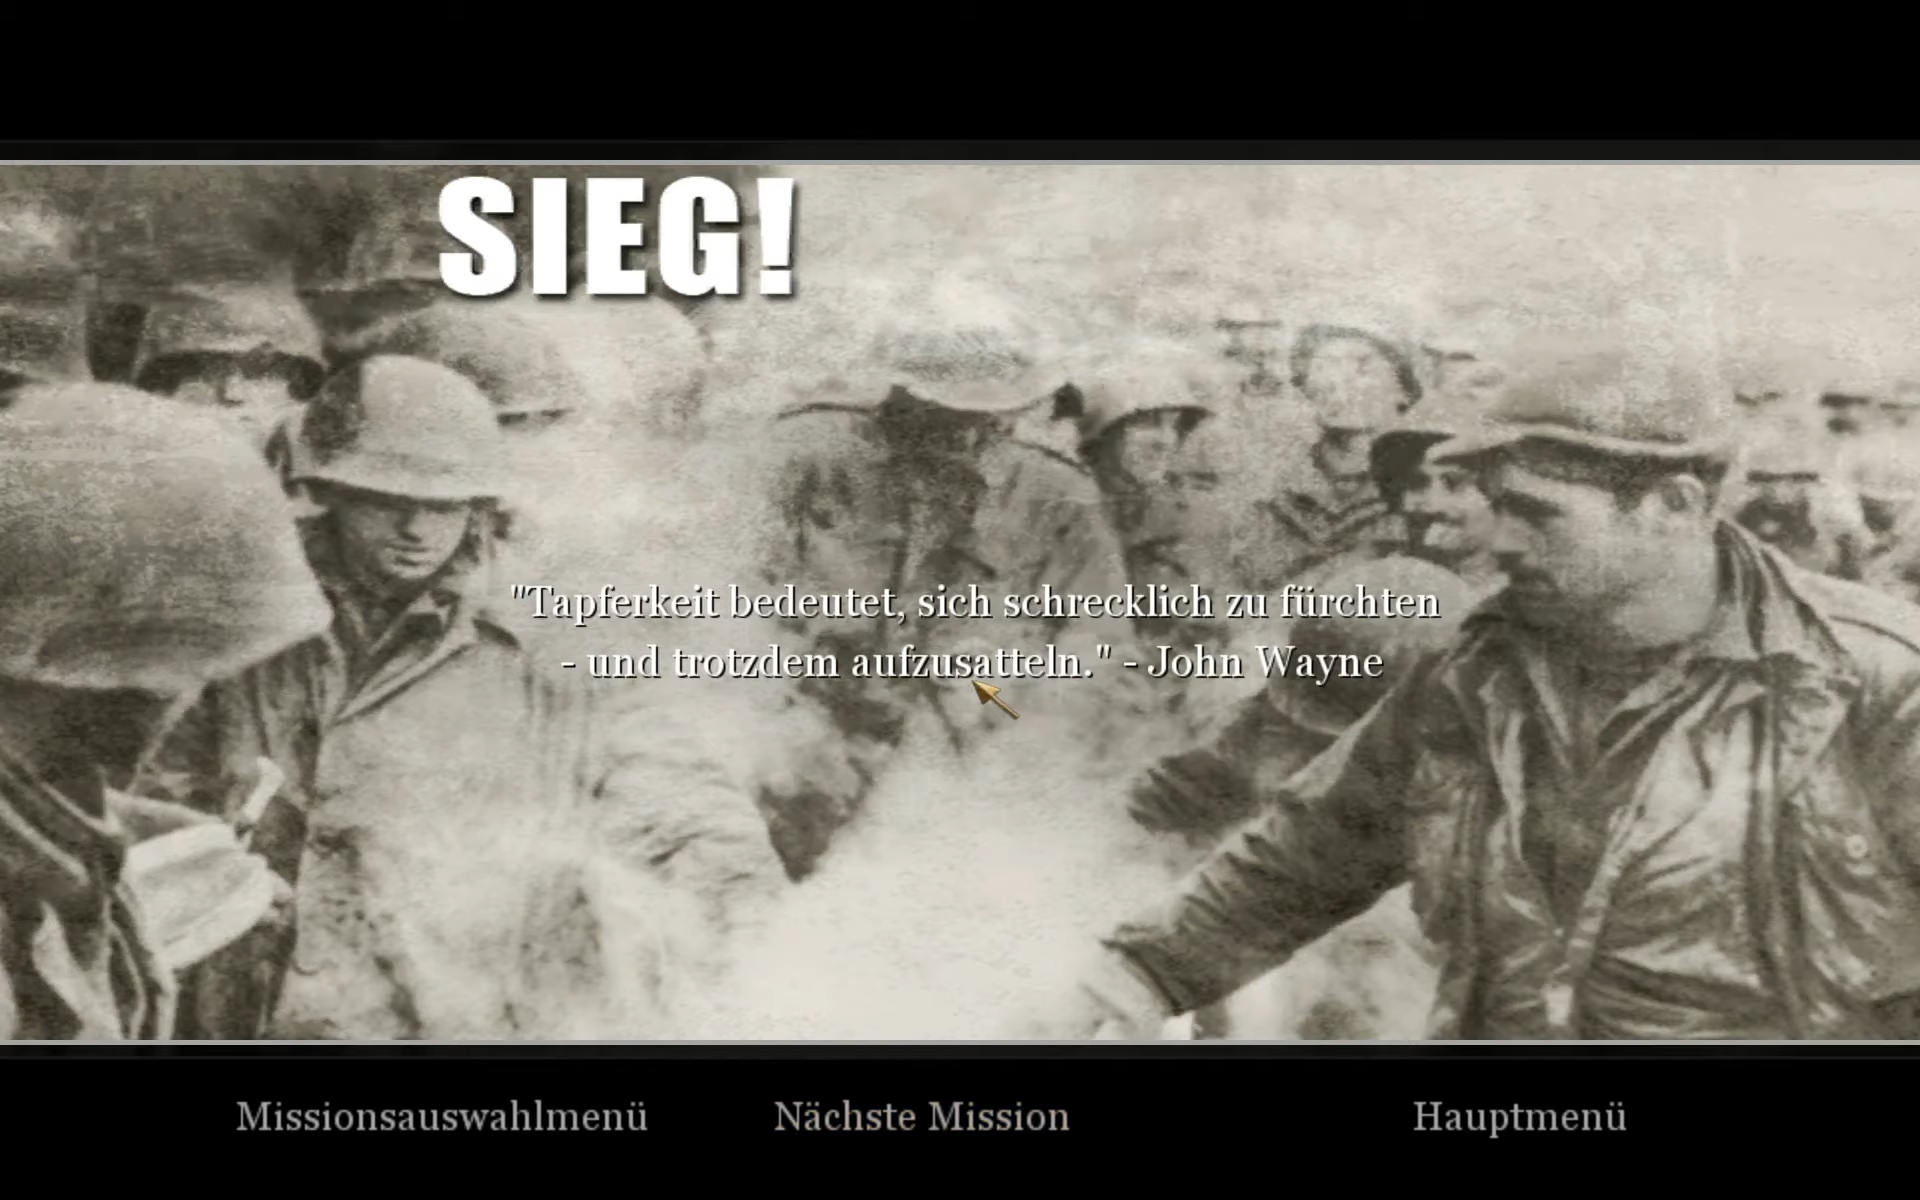 SIEG!
"Tapferkeit bedeutet, sich schrecklich zu fürchten
- und trotzdem aufzusatteln." - John Wayne
Missionsauswahlmenü Nächste Mission Hauptmenü